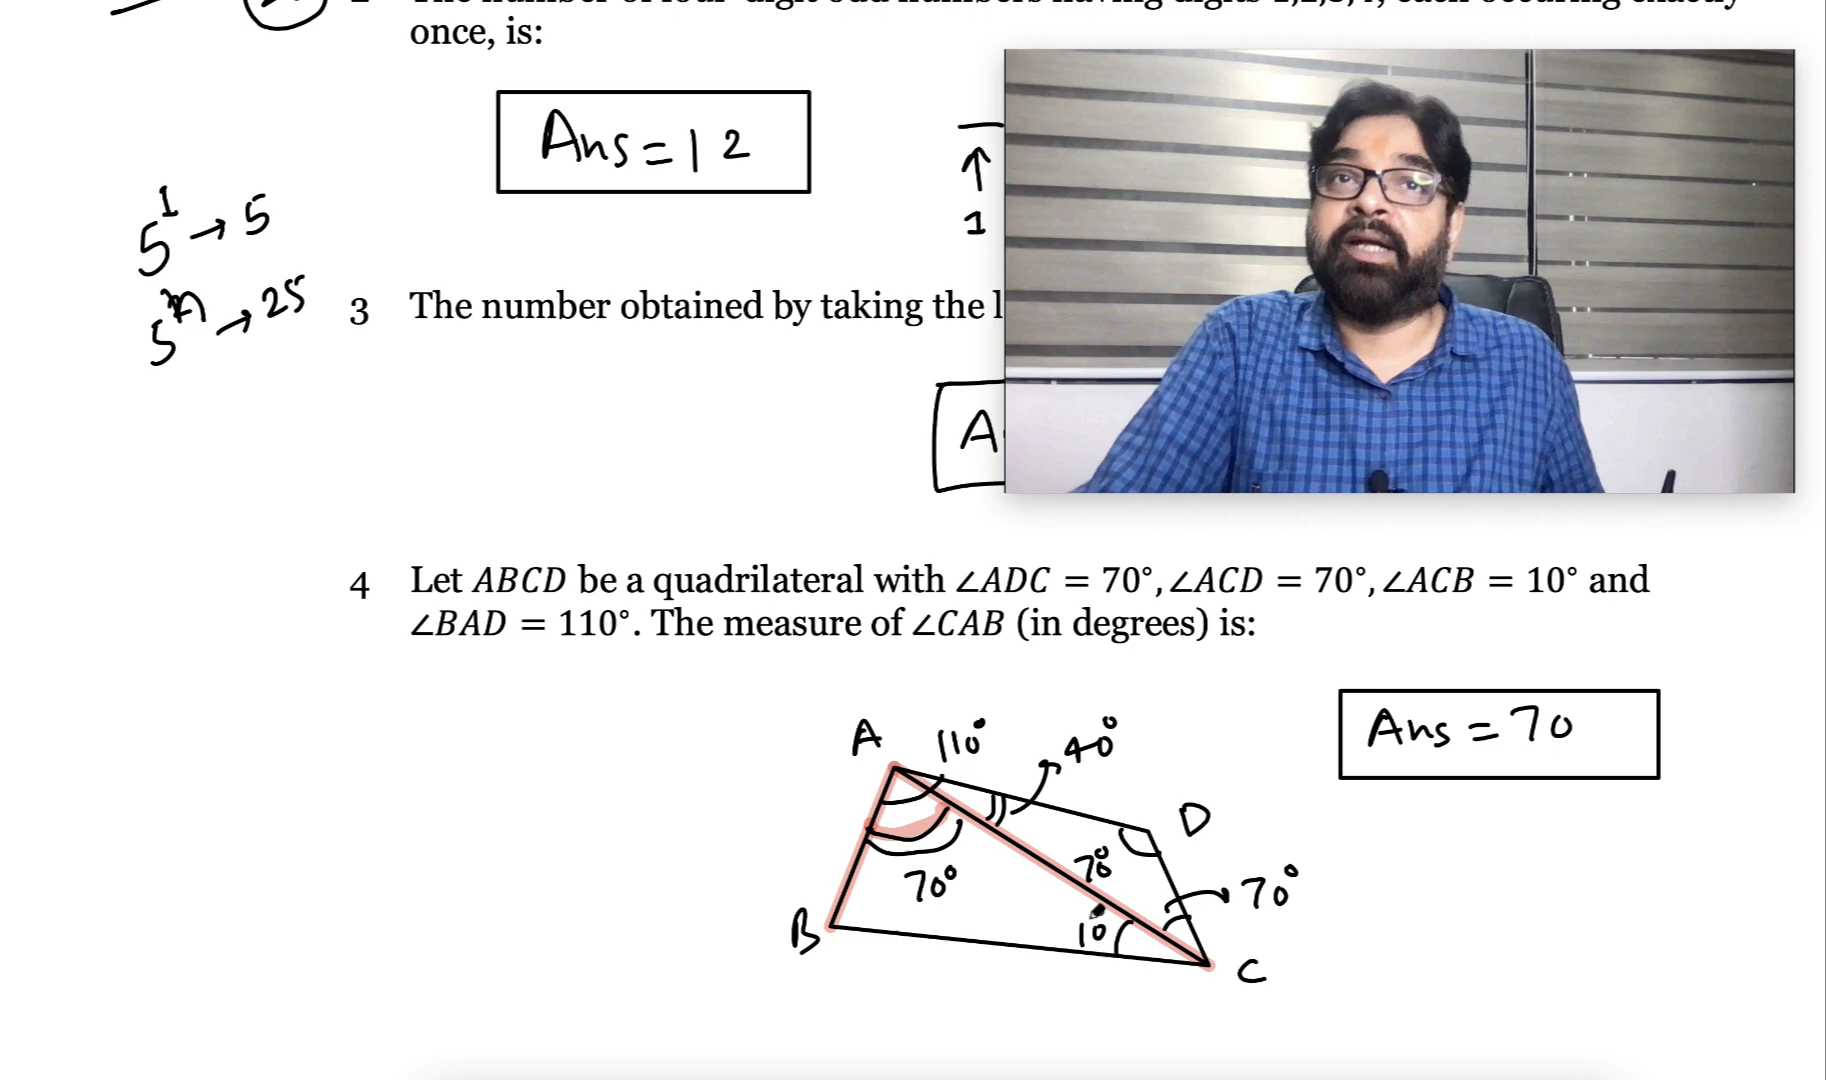 once, is:
Ans = 12
1
5¹ → 5
5ⁿ → 25
3 The number obtained by taking the
A
4 Let ABCD be a quadrilateral with ∠ADC = 70°, ∠ACD = 70°, ∠ACB = 10° and
∠BAD = 110°. The measure of ∠CAB (in degrees) is:
Ans = 70
A 110° 40°
D
70° 70° 70°
B 10
C